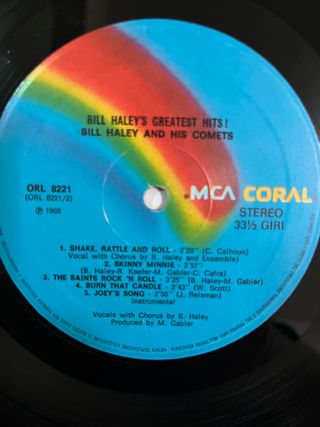 BILL HALEY'S GREATEST HITS!
BILL HALEY AND HIS COMETS
ORL 8221
(ORL 8221/2)
℗ 1968
MCA CORAL
STEREO
33⅓ GIRI
1. SHAKE, RATTLE AND ROLL - 2'29" (C. Calhoun)
Vocal with Chorus by B. Haley and Ensemble)
2. SKINNY MINNIE - 2'57"
(B. Haley-R. Keefer-M. Gabler-C. Cafra)
3. THE SAINTS ROCK 'N ROLL - 2'25" (B. Haley-M. Gabler)
4. BURN THAT CANDLE - 2'43" (W. Scott)
5. JOEY'S SONG - 2'50" (J. Reisman)
Instrumental
Vocals with Chorus by B. Haley
Produced by M. Gabler